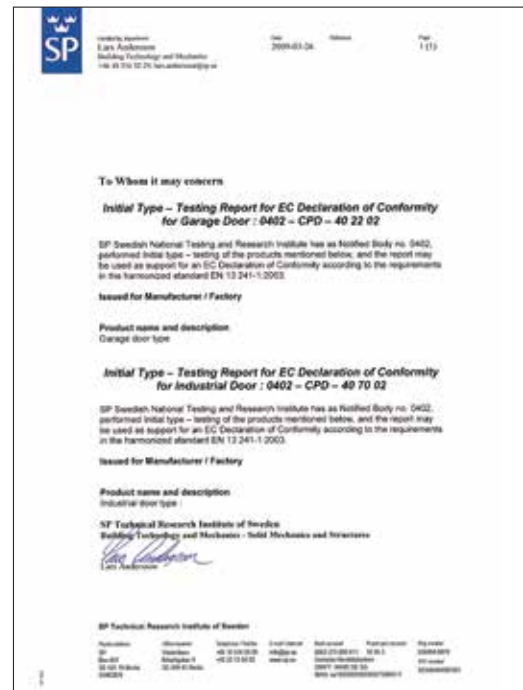 SP
Lars Andersson
Building Technology and Mechanics
Date
2009-03-26
Reference
Page
1 (1)
To Whom it may concern
Initial Type – Testing Report for EC Declaration of Conformity
for Garage Door : 0402 – CPD – 40 22 02
SP Swedish National Testing and Research Institute has as Notified Body no. 0402,
performed Initial type – testing of the products mentioned below, and the report may
be used as support for an EC Declaration of Conformity according to the requirements
in the harmonized standard EN 13 241-1:2003.
Issued for Manufacturer / Factory
Product name and description
Garage door type
Initial Type – Testing Report for EC Declaration of Conformity
for Industrial Door : 0402 – CPD – 40 70 02
SP Swedish National Testing and Research Institute has as Notified Body no. 0402,
performed Initial type – testing of the products mentioned below, and the report may
be used as support for an EC Declaration of Conformity according to the requirements
in the harmonized standard EN 13 241-1:2003.
Issued for Manufacturer / Factory
Product name and description
Industrial door type :
SP Technical Research Institute of Sweden
Building Technology and Mechanics - Solid Mechanics and Structures
Lars Andersson
SP Technical Research Institute of Sweden